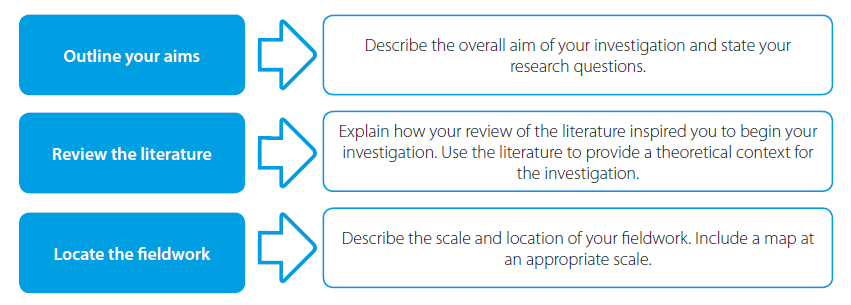 Outline your aims
Describe the overall aim of your investigation and state your
research questions.
Review the literature
Explain how your review of the literature inspired you to begin your
investigation. Use the literature to provide a theoretical context for
the investigation.
Locate the fieldwork
Describe the scale and location of your fieldwork. Include a map at
an appropriate scale.